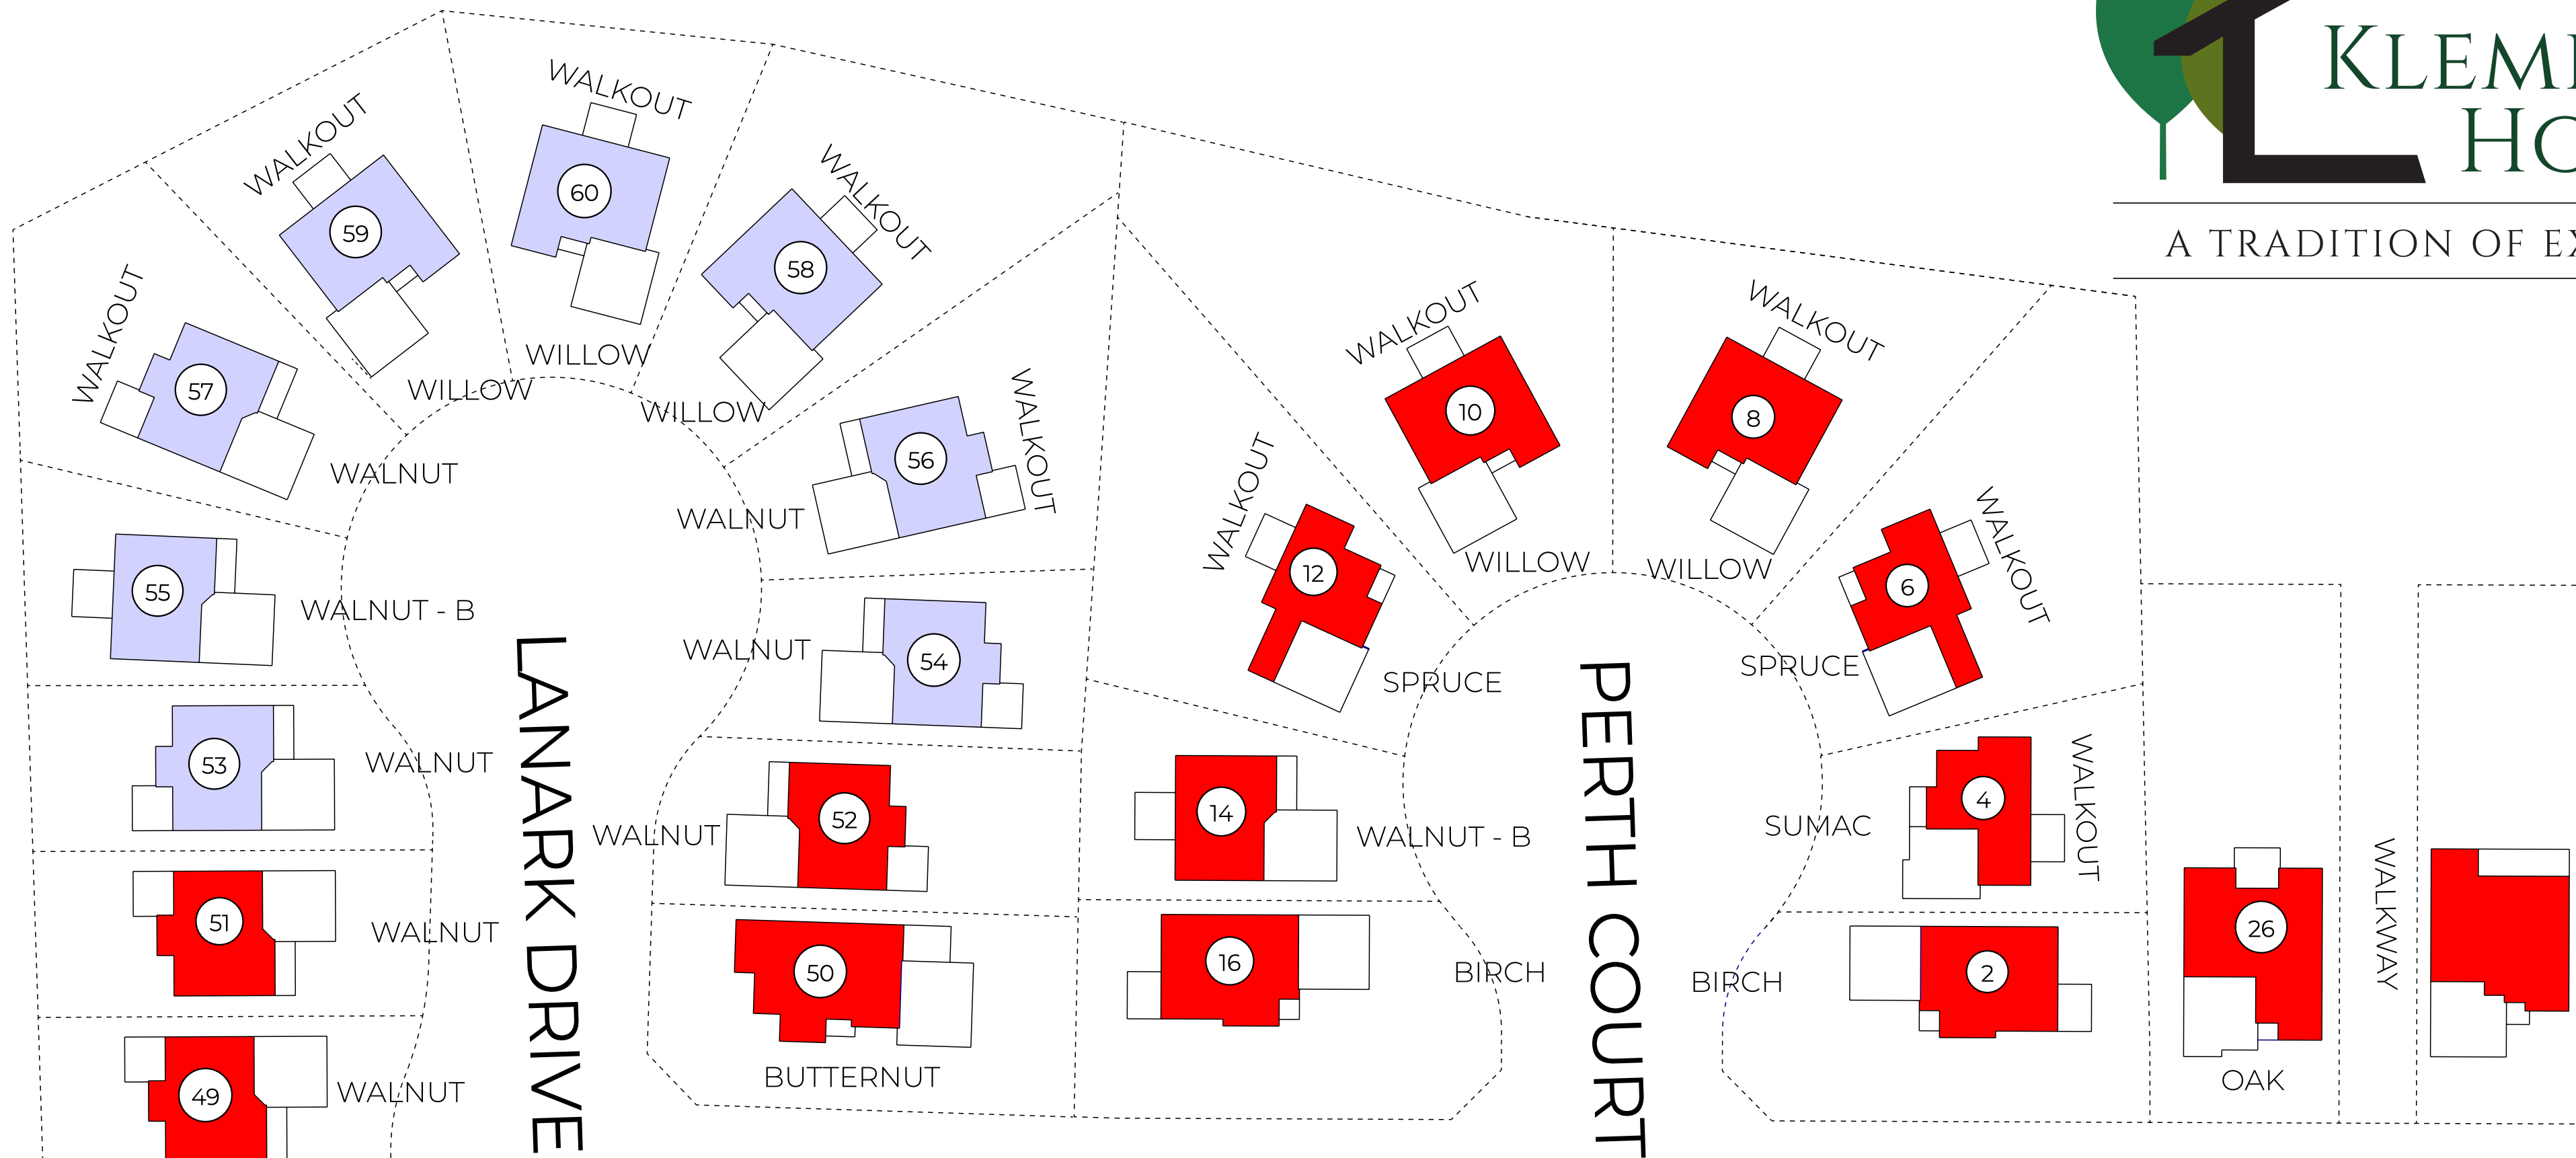 KLEM
HO
A TRADITION OF EX
WALKOUT
60
WILLOW
WALKOUT
59
WILLOW
WALKOUT
58
WILLOW
WALKOUT
57
WALNUT
WALKOUT
56
WALNUT
55
WALNUT - B
54
WALNUT
53
WALNUT
52
WALNUT
51
WALNUT
50
BUTTERNUT
49
WALNUT
LANARK DRIVE
WALKOUT
10
WILLOW
WALKOUT
8
WILLOW
WALKOUT
12
SPRUCE
WALKOUT
6
SPRUCE
14
WALNUT - B
WALKOUT
4
SUMAC
16
BIRCH
2
BIRCH
PERTH COURT
26
OAK
WALKWAY